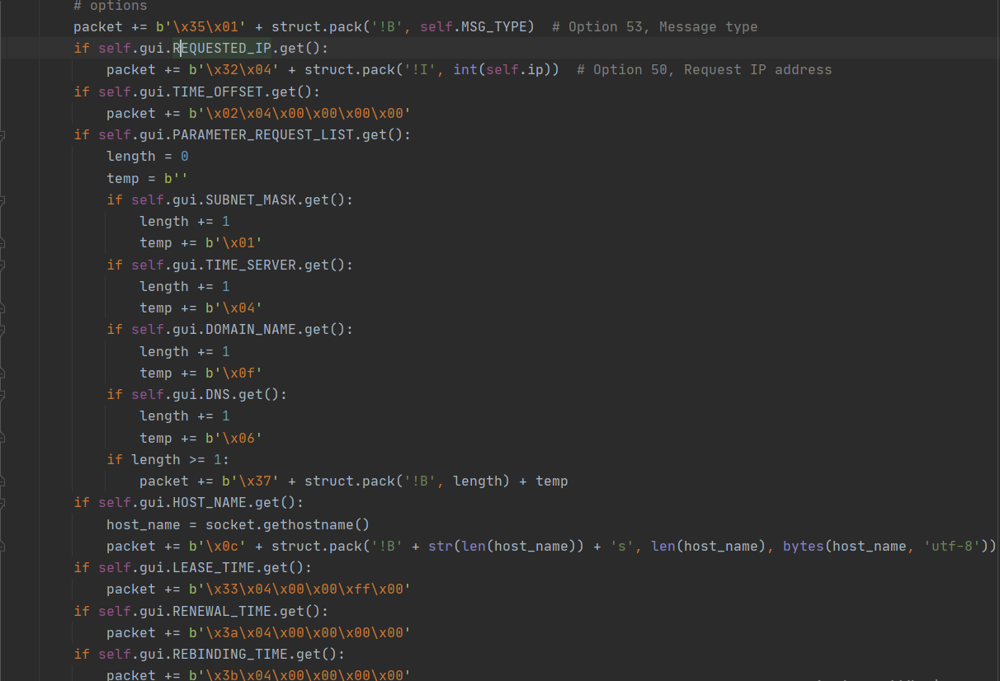 # options
packet += b'\x35\x01' + struct.pack('!B', self.MSG_TYPE)  # Option 53, Message type
if self.gui.REQUESTED_IP.get():
    packet += b'\x32\x04' + struct.pack('!I', int(self.ip))  # Option 50, Request IP address
if self.gui.TIME_OFFSET.get():
    packet += b'\x02\x04\x00\x00\x00\x00'
if self.gui.PARAMETER_REQUEST_LIST.get():
    length = 0
    temp = b''
    if self.gui.SUBNET_MASK.get():
        length += 1
        temp += b'\x01'
    if self.gui.TIME_SERVER.get():
        length += 1
        temp += b'\x04'
    if self.gui.DOMAIN_NAME.get():
        length += 1
        temp += b'\x0f'
    if self.gui.DNS.get():
        length += 1
        temp += b'\x06'
    if length >= 1:
        packet += b'\x37' + struct.pack('!B', length) + temp
if self.gui.HOST_NAME.get():
    host_name = socket.gethostname()
    packet += b'\x0c' + struct.pack('!B' + str(len(host_name)) + 's', len(host_name), bytes(host_name, 'utf-8'))
if self.gui.LEASE_TIME.get():
    packet += b'\x33\x04\x00\x00\xff\x00'
if self.gui.RENEWAL_TIME.get():
    packet += b'\x3a\x04\x00\x00\x00\x00'
if self.gui.REBINDING_TIME.get():
    packet += b'\x3b\x04\x00\x00\x00\x00'